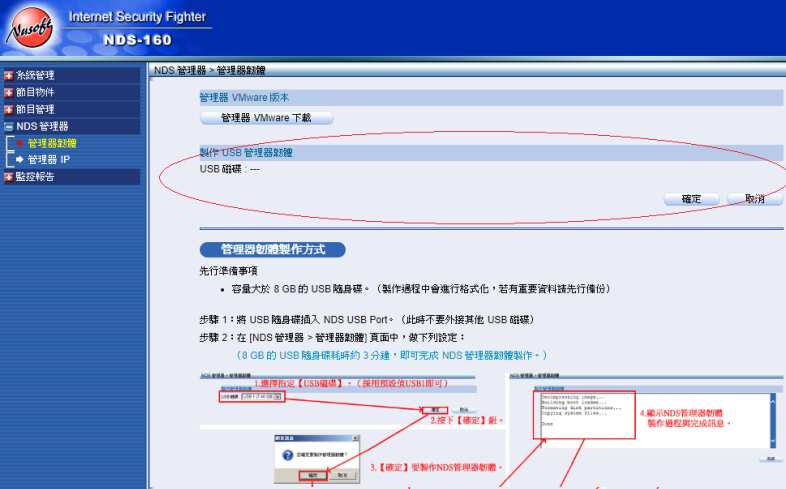 Nusoft
Internet Security Fighter
NDS-160
系統管理
節目物件
節目管理
NDS 管理器
管理器韌體
管理器 IP
監控報告
NDS 管理器 > 管理器韌體
管理器 VMware 版本
管理器 VMware 下載
製作 USB 管理器韌體
USB 磁碟 : ---
確定
取消
管理器韌體製作方式
先行準備事項
• 容量大於 8 GB 的 USB 隨身碟。（製作過程中會進行格式化，若有重要資料請先行備份）
步驟 1：將 USB 隨身碟插入 NDS USB Port。（此時不要外接其他 USB 磁碟）
步驟 2：在 [NDS 管理器 > 管理器韌體] 頁面中，做下列設定：
（8 GB 的 USB 隨身碟耗時約 3 分鐘，即可完成 NDS 管理器韌體製作。）
NDS 管理器 > 管理器韌體
1.選擇指定【USB磁碟】。（採用預設值USB1即可）
確定
取消
2.按下【確定】鈕。
您確定要製作管理器韌體？
確定
取消
3.【確定】要製作NDS管理器韌體。
NDS 管理器 > 管理器韌體
Decompressing image...
Building boot loader...
Formating disk partitions...
Copying system files...
Done
4.顯示NDS管理器韌體
製作過程與完成訊息。